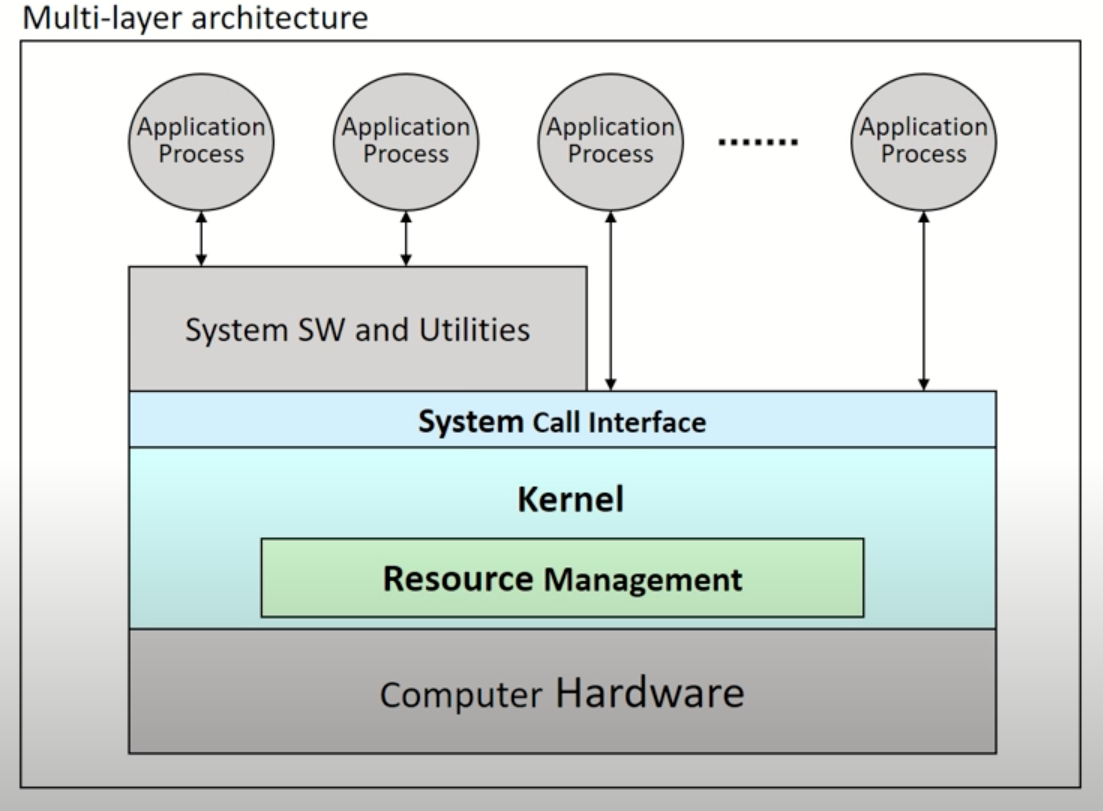 Multi-layer architecture
Application
Process
Application
Process
Application
Process
.......
Application
Process
System SW and Utilities
System Call Interface
Kernel
Resource Management
Computer Hardware